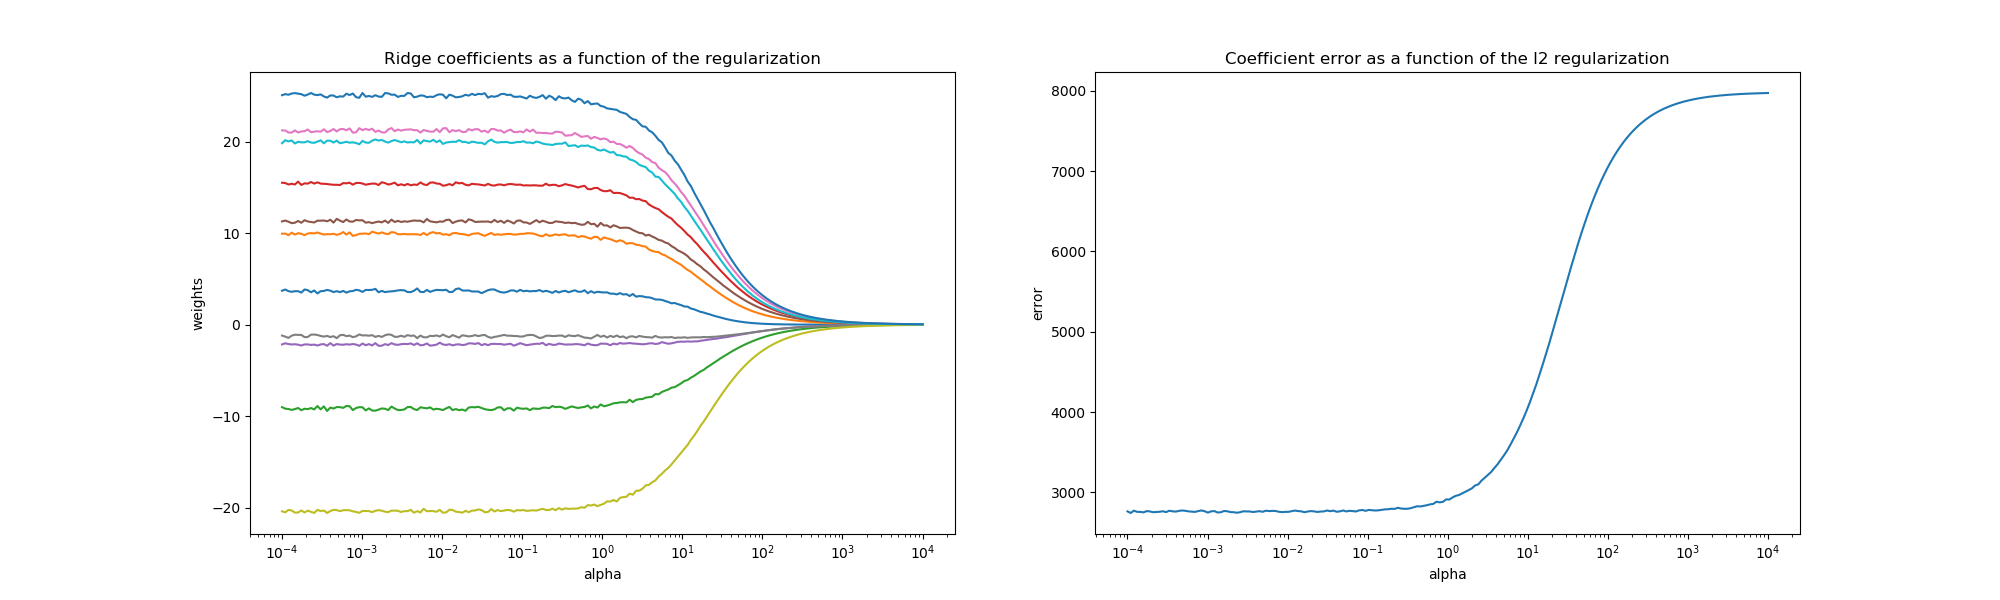 Ridge coefficients as a function of the regularization
weights
20
10
0
−10
−20
10⁻⁴ 10⁻³ 10⁻² 10⁻¹ 10⁰ 10¹ 10² 10³ 10⁴
alpha
Coefficient error as a function of the l2 regularization
error
8000
7000
6000
5000
4000
3000
10⁻⁴ 10⁻³ 10⁻² 10⁻¹ 10⁰ 10¹ 10² 10³ 10⁴
alpha